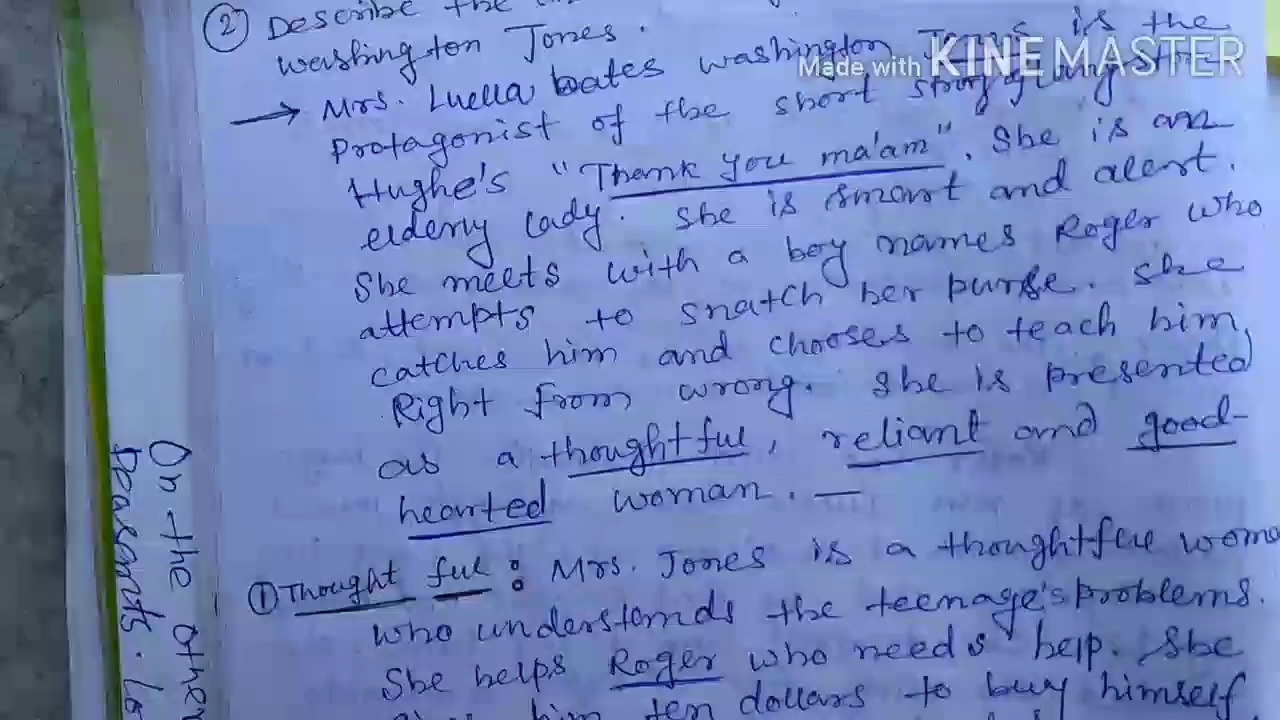 ② Describe the
washington Jones.
→ Mrs. Luella bates washington Jones is the
Protagonist of the short story of
Hughe's "Thank you ma'am". She is an
elderly lady. She is smart and alert.
She meets with a boy names Roger who
attempts to snatch her purse. She
catches him and chooses to teach him
Right from wrong. She is presented
as a thoughtful, reliant and good-
hearted woman. —
① Thought ful : Mrs. Jones is a thoughtful
who understands the teenage's problems.
She helps Roger who needs help. She
him ten dollars to buy himself
On the other
peasants.
Made with KINEMASTER